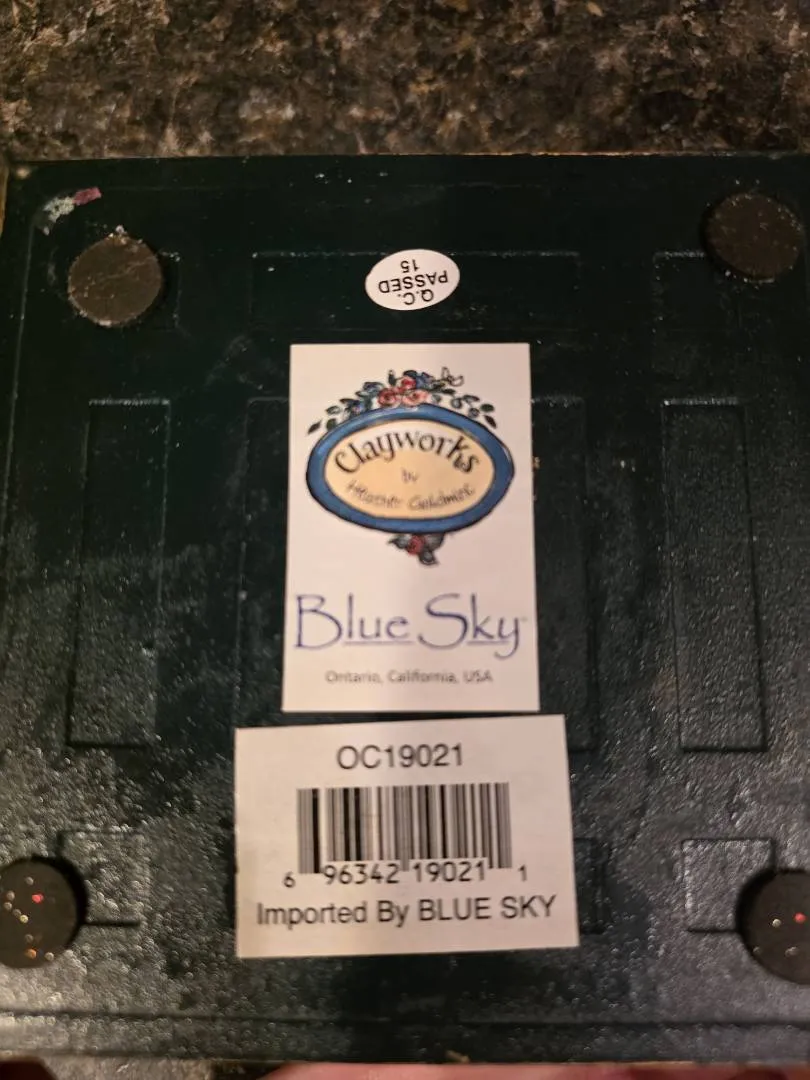 Q.C.
PASSED
15
Clayworks
by
Heather Goldminc
Blue Sky
Ontario, California, USA
OC19021
6 96342 19021 1
Imported By BLUE SKY